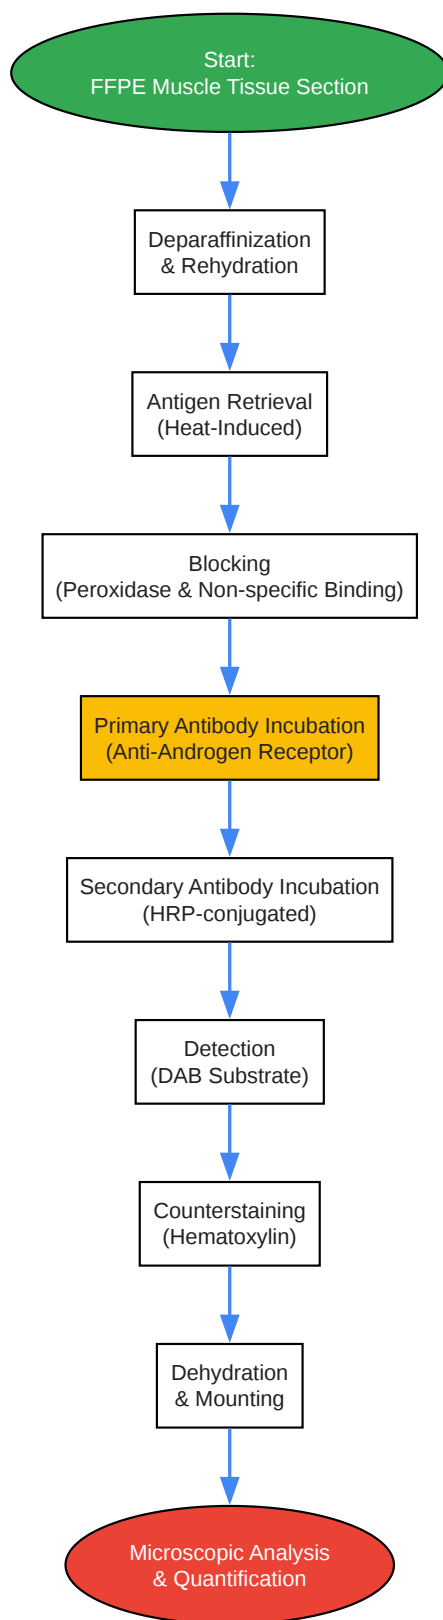 Start:
FFPE Muscle Tissue Section
Deparaffinization
& Rehydration
Antigen Retrieval
(Heat-Induced)
Blocking
(Peroxidase & Non-specific Binding)
Primary Antibody Incubation
(Anti-Androgen Receptor)
Secondary Antibody Incubation
(HRP-conjugated)
Detection
(DAB Substrate)
Counterstaining
(Hematoxylin)
Dehydration
& Mounting
Microscopic Analysis
& Quantification